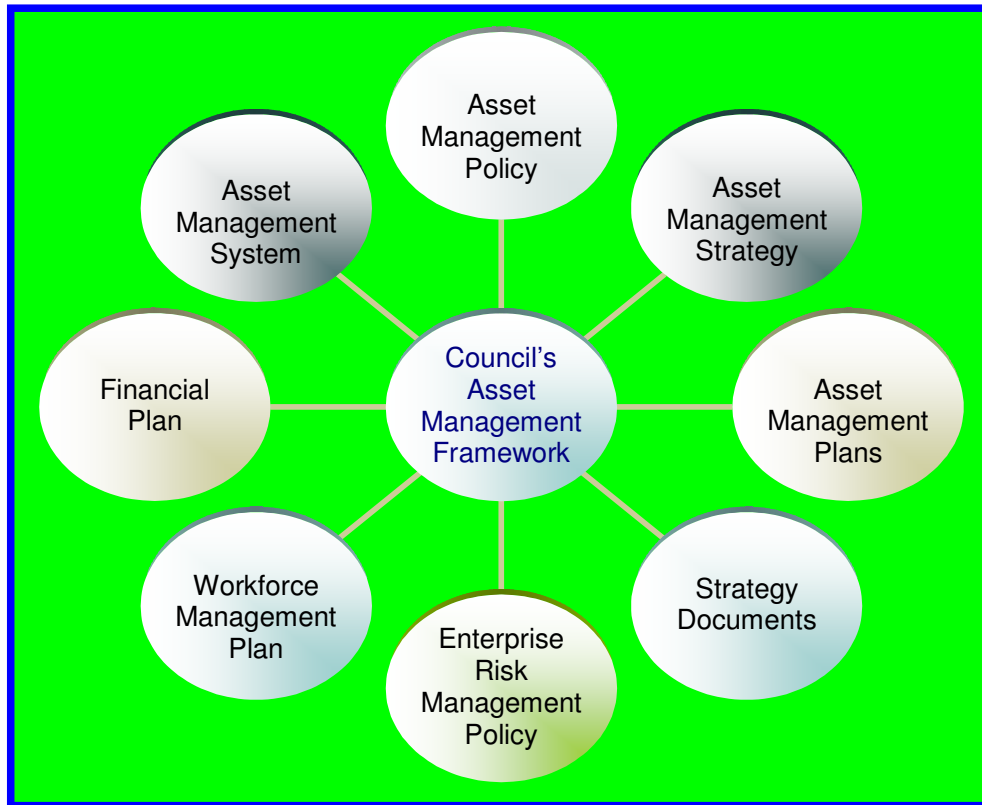 Asset
Management
Policy
Asset
Management
System
Asset
Management
Strategy
Financial
Plan
Council’s
Asset
Management
Framework
Asset
Management
Plans
Workforce
Management
Plan
Strategy
Documents
Enterprise
Risk
Management
Policy